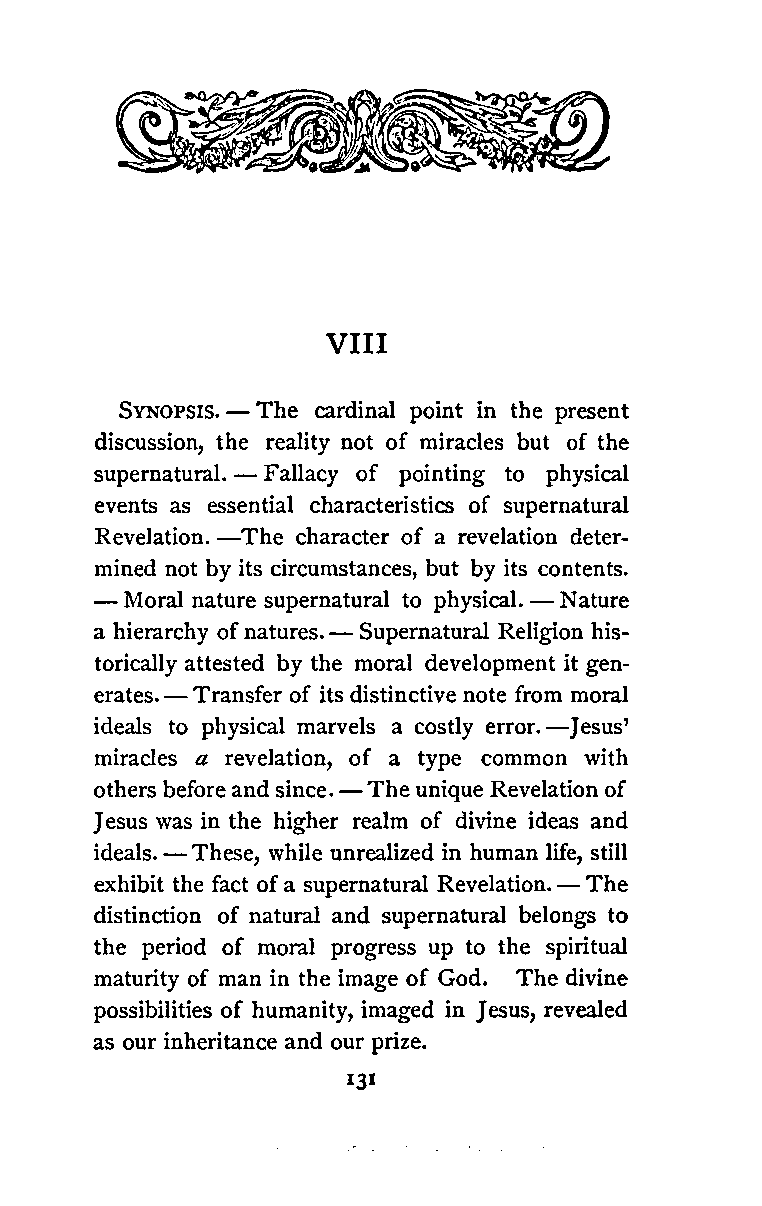 VIII
SYNOPSIS. — The cardinal point in the present
discussion, the reality not of miracles but of the
supernatural. — Fallacy of pointing to physical
events as essential characteristics of supernatural
Revelation. —The character of a revelation deter-
mined not by its circumstances, but by its contents.
— Moral nature supernatural to physical. — Nature
a hierarchy of natures. — Supernatural Religion his-
torically attested by the moral development it gen-
erates. — Transfer of its distinctive note from moral
ideals to physical marvels a costly error. —Jesus'
miracles a revelation, of a type common with
others before and since. — The unique Revelation of
Jesus was in the higher realm of divine ideas and
ideals. — These, while unrealized in human life, still
exhibit the fact of a supernatural Revelation. — The
distinction of natural and supernatural belongs to
the period of moral progress up to the spiritual
maturity of man in the image of God. The divine
possibilities of humanity, imaged in Jesus, revealed
as our inheritance and our prize.
131